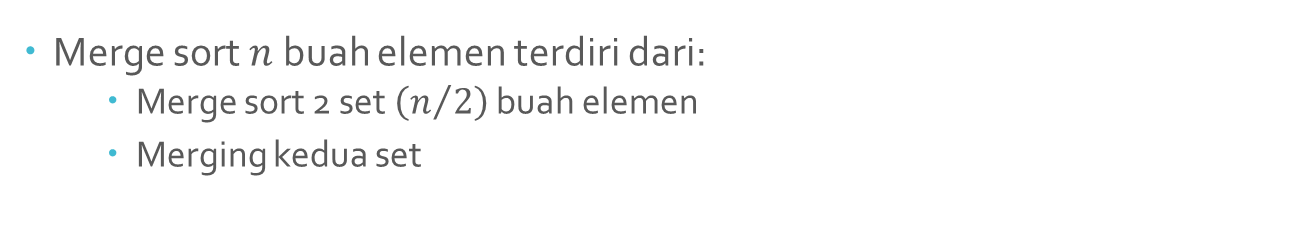 • Merge sort n buah elemen terdiri dari:
• Merge sort 2 set (n/2) buah elemen
• Merging kedua set